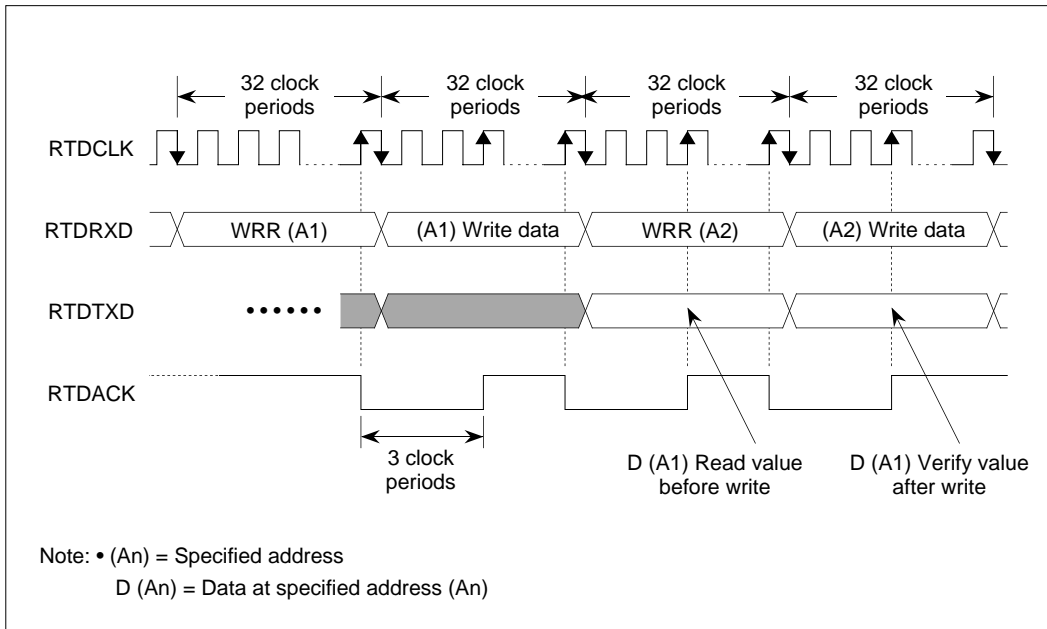 32 clock
periods
32 clock
periods
32 clock
periods
32 clock
periods
RTDCLK
RTDRXD
WRR (A1)
(A1) Write data
WRR (A2)
(A2) Write data
RTDTXD
RTDACK
3 clock
periods
D (A1) Read value
before write
D (A1) Verify value
after write
Note: • (An) = Specified address
D (An) = Data at specified address (An)